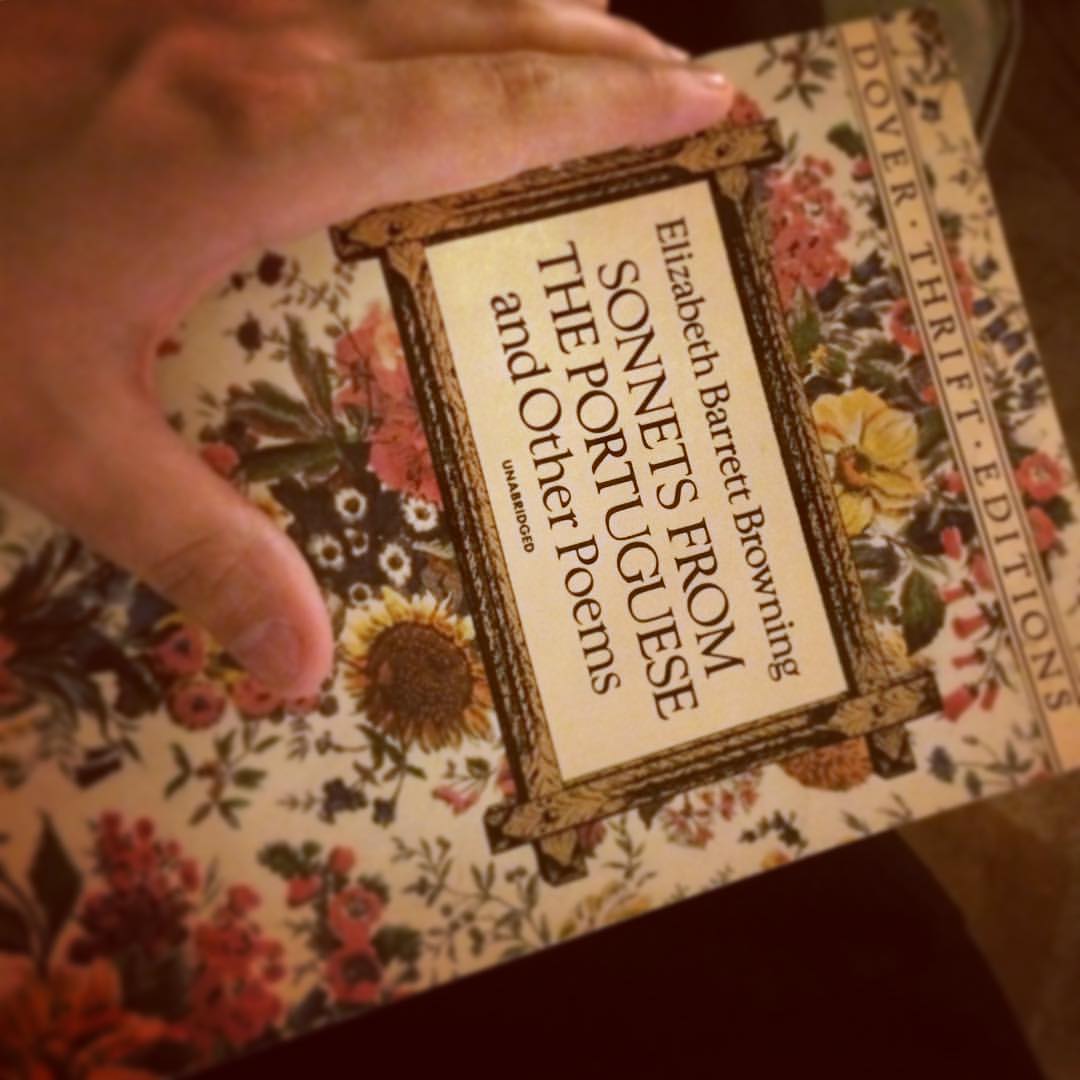 DOVER · THRIFT · EDITIONS
Elizabeth Barrett Browning
SONNETS FROM
THE PORTUGUESE
and Other Poems
UNABRIDGED